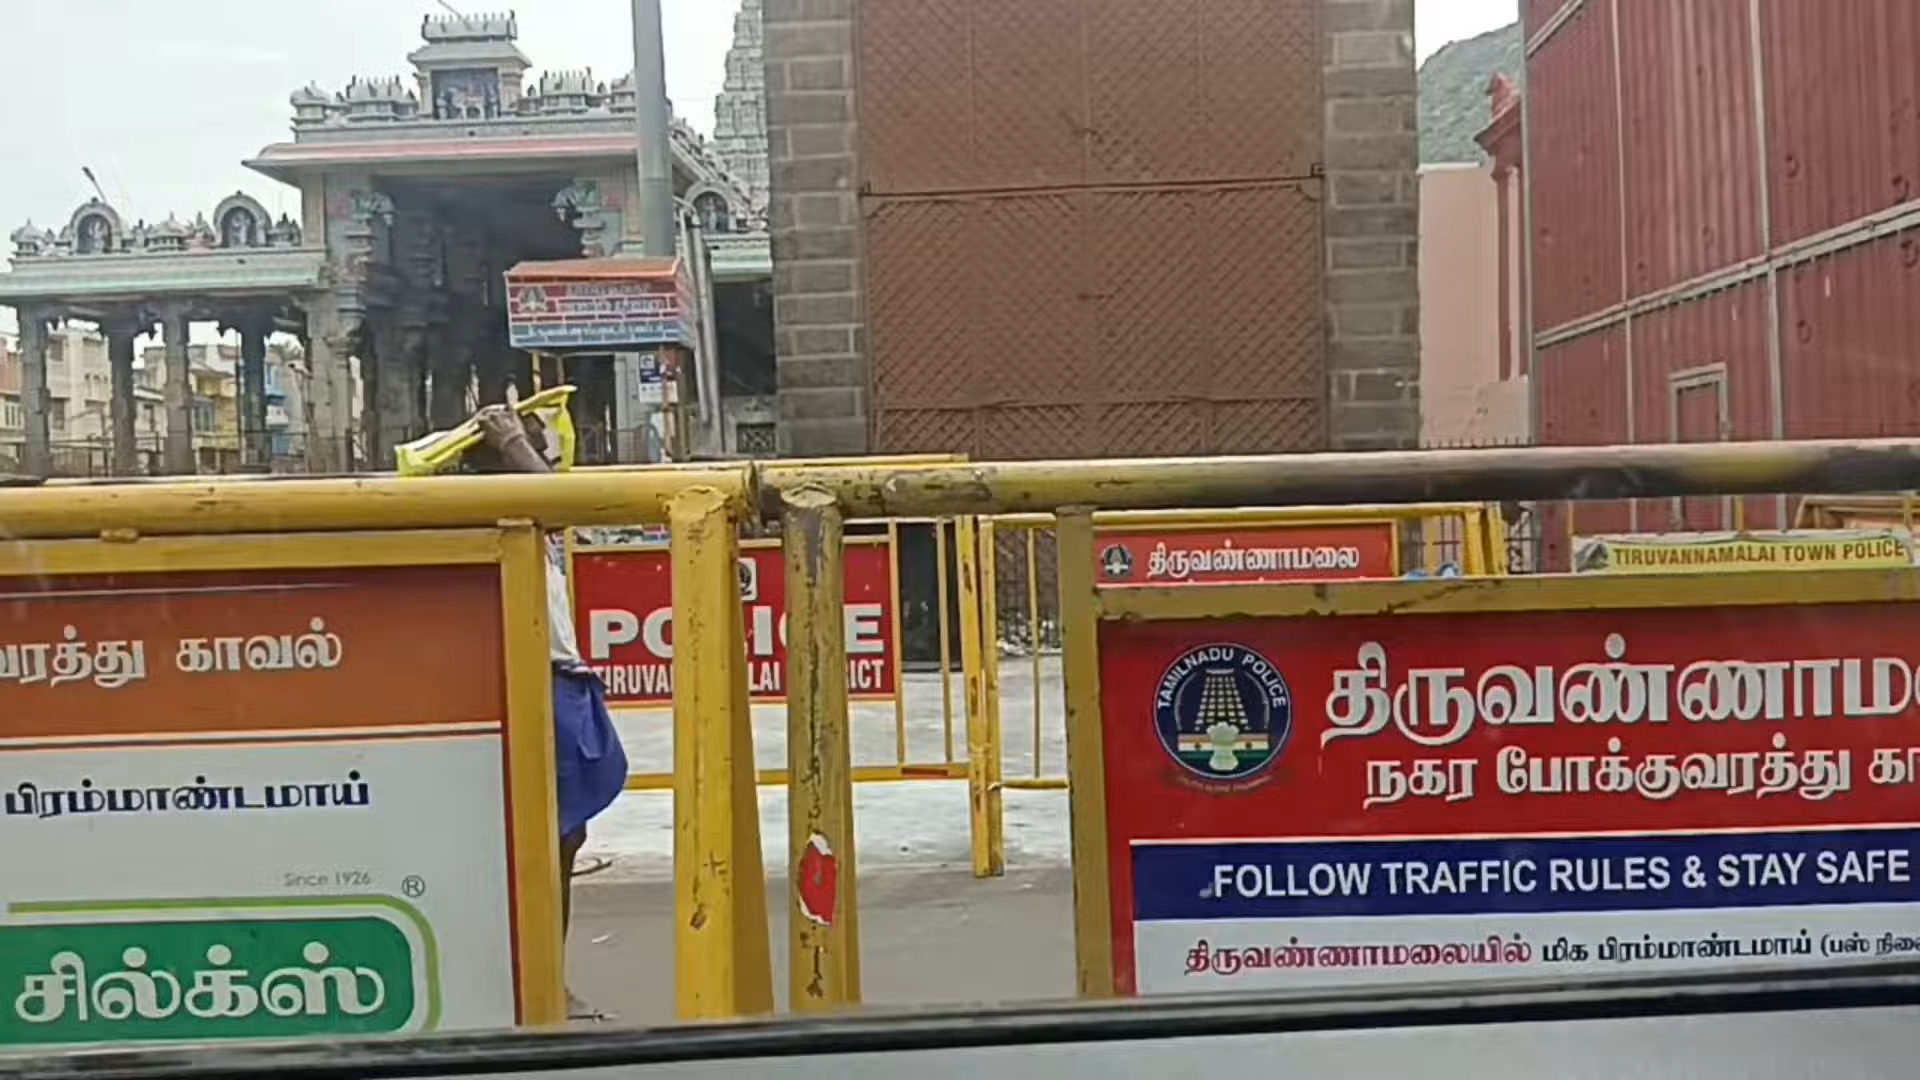 திருவண்ணாமலை
TIRUVANNAMALAI TOWN POLICE
வரத்து காவல்
பிரம்மாண்டமாய்
Since 1926 ®
சில்க்ஸ்
TAMILNADU POLICE
திருவண்ணாம
நகர போக்குவரத்து கா
FOLLOW TRAFFIC RULES & STAY SAFE
திருவண்ணாமலையில் மிக பிரம்மாண்டமாய் (பஸ்